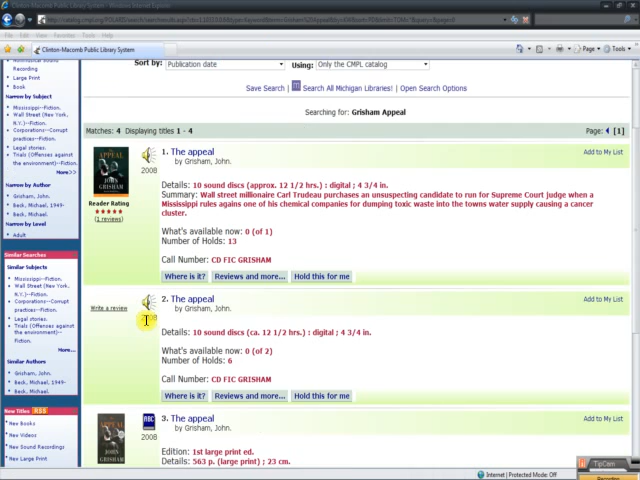 Clinton-Macomb Public Library System - Windows Internet Explorer
File Edit View Favorites Tools Help
Clinton-Macomb Public Library System
Page
Tools
Recording
Large Print
Book
Narrow by Subject
Mississippi--Fiction.
Wall Street (New York, N.Y.)--Fiction.
Corporations--Corrupt practices--Fiction.
Legal stories.
Trials (Offenses against the environment)--Fiction.
More>>
Narrow by Author
Grisham, John.
Beck, Michael, 1949-
Beck, Michael.
Narrow by Level
Adult
Similar Searches
Similar Subjects
Mississippi--Fiction.
Wall Street (New York, N.Y.)--Fiction.
Corporations--Corrupt practices--Fiction.
Legal stories.
Trials (Offenses against the environment)--Fiction.
More...
Similar Authors
Grisham, John.
Beck, Michael, 1949-
Beck, Michael.
New Titles RSS
New Books
New Videos
New Sound Recordings
New Large Print
Sort by: Publication date Using: Only the CMPL catalog
Save Search | Search All Michigan Libraries! | Open Search Options
Searching for: Grisham Appeal
Matches: 4 Displaying titles 1 - 4 Page: [1]
APPEAL
JOHN
GRISHAM
Reader Rating
(1 reviews)
2008
1. The appeal
Add to My List
by Grisham, John.
Details: 10 sound discs (approx. 12 1/2 hrs.) : digital ; 4 3/4 in.
Summary: Wall street millionaire Carl Trudeau purchases an unsuspecting candidate to run for Supreme Court judge when a
Mississippi rules agains one of his chemical companies for dumping toxic waste into the towns water supply causing a cancer
cluster.
What's available now: 0 (of 1)
Number of Holds: 13
Call Number: CD FIC GRISHAM
Where is it? Reviews and more... Hold this for me
Write a review
2008
2. The appeal
Add to My List
by Grisham, John.
Details: 10 sound discs (ca. 12 1/2 hrs.) : digital ; 4 3/4 in.
What's available now: 0 (of 2)
Number of Holds: 6
Call Number: CD FIC GRISHAM
Where is it? Reviews and more... Hold this for me
ABC
2008
3. The appeal
Add to My List
by Grisham, John.
Edition: 1st large print ed.
Details: 563 p. (large print) ; 23 cm.
GRISHAM
Internet | Protected Mode: Off
TipCam
Recording